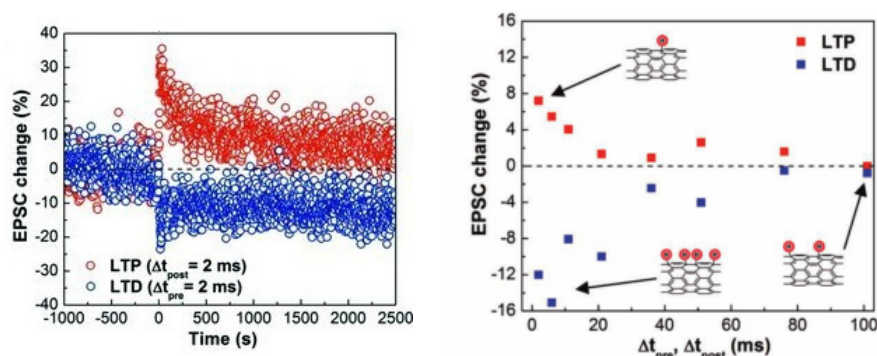 EPSC change (%)
40
30
20
10
0
-10
-20
-30
-40
LTP (Δt_post = 2 ms)
LTD (Δt_pre = 2 ms)
-1000 -500 0 500 1000 1500 2000 2500
Time (s)
EPSC change (%)
16
12
8
4
0
-4
-8
-12
-16
LTP
LTD
0 20 40 60 80 100
Δt_pre, Δt_post (ms)